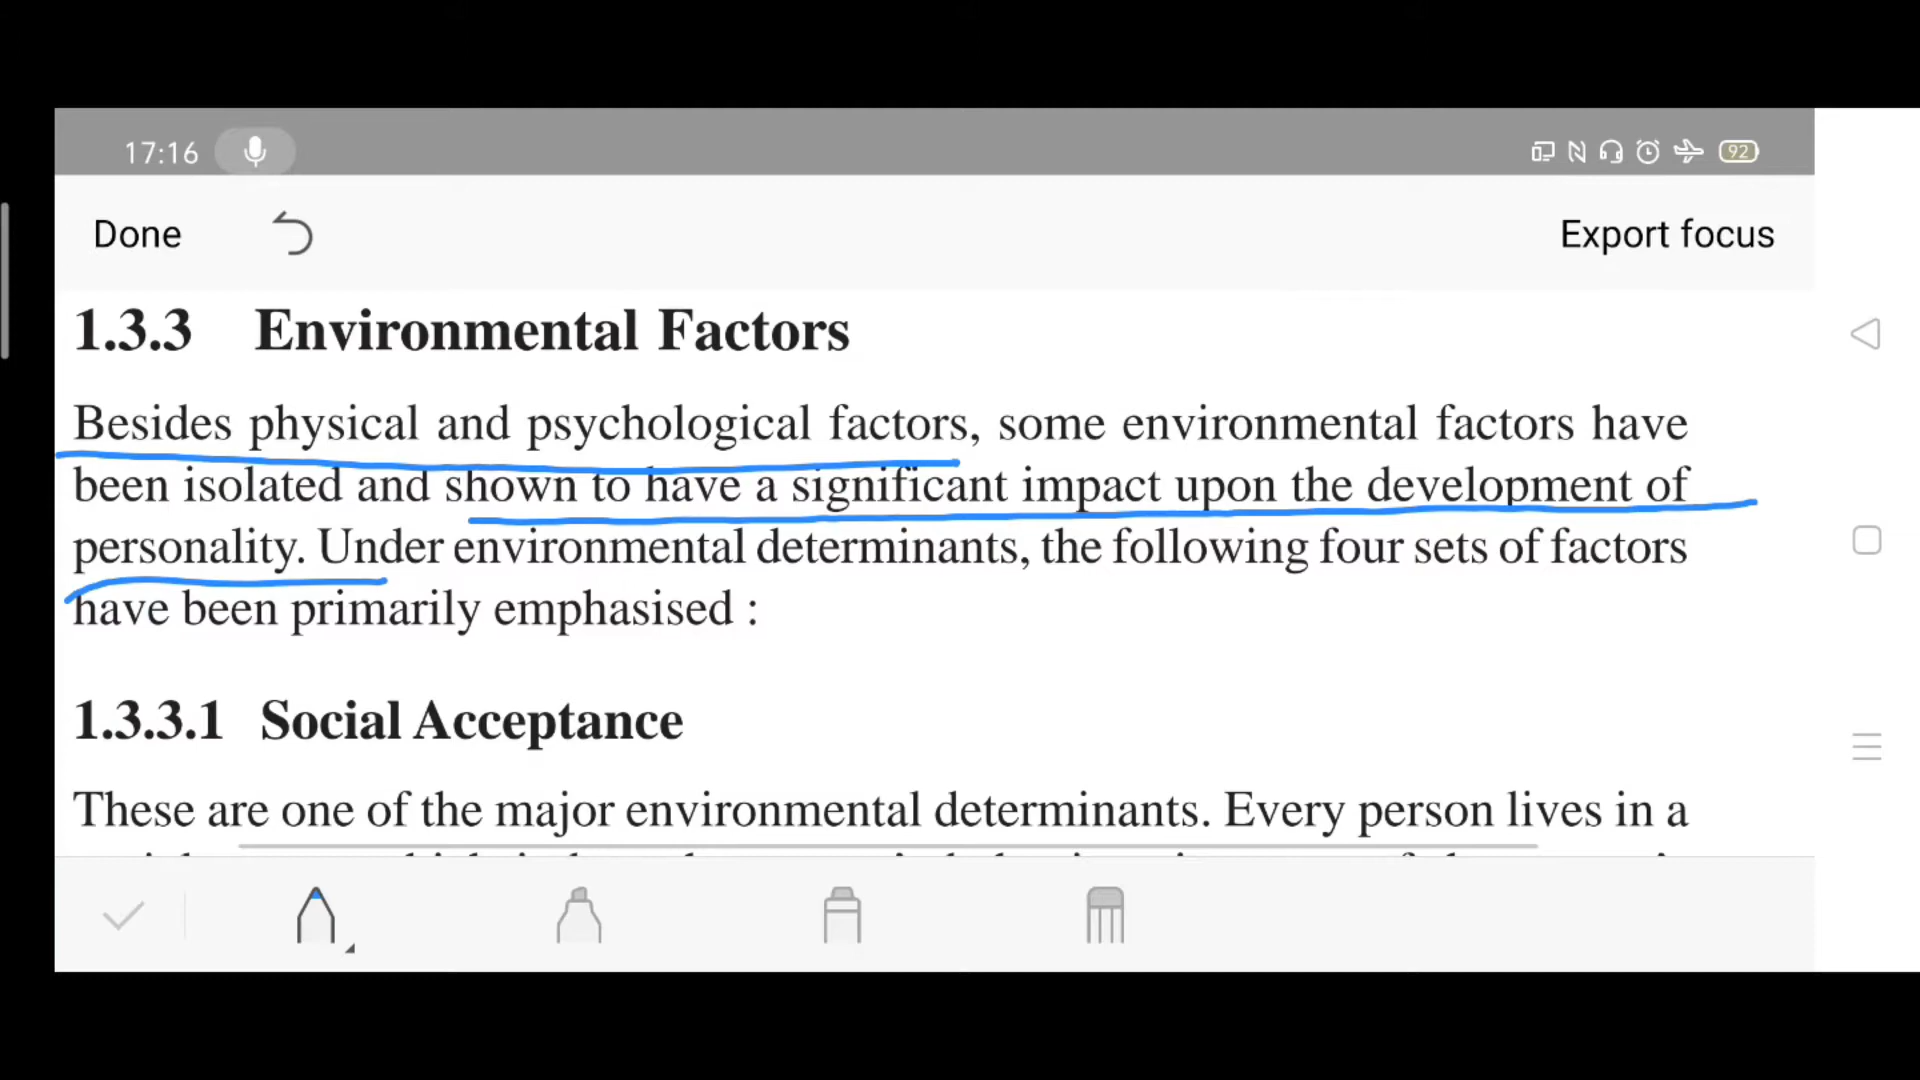 17:16
92
Done
Export focus
1.3.3 Environmental Factors
Besides physical and psychological factors, some environmental factors have
been isolated and shown to have a significant impact upon the development of
personality. Under environmental determinants, the following four sets of factors
have been primarily emphasised :
1.3.3.1 Social Acceptance
These are one of the major environmental determinants. Every person lives in a